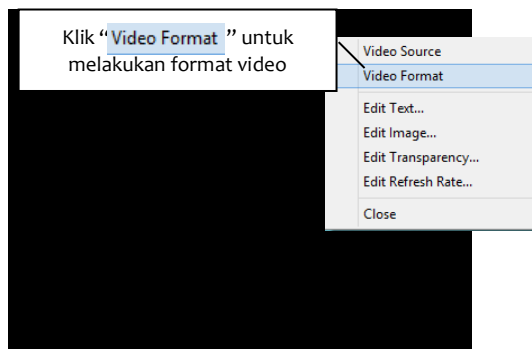 Klik “Video Format” untuk
melakukan format video
Video Source
Video Format
Edit Text...
Edit Image...
Edit Transparency...
Edit Refresh Rate...
Close